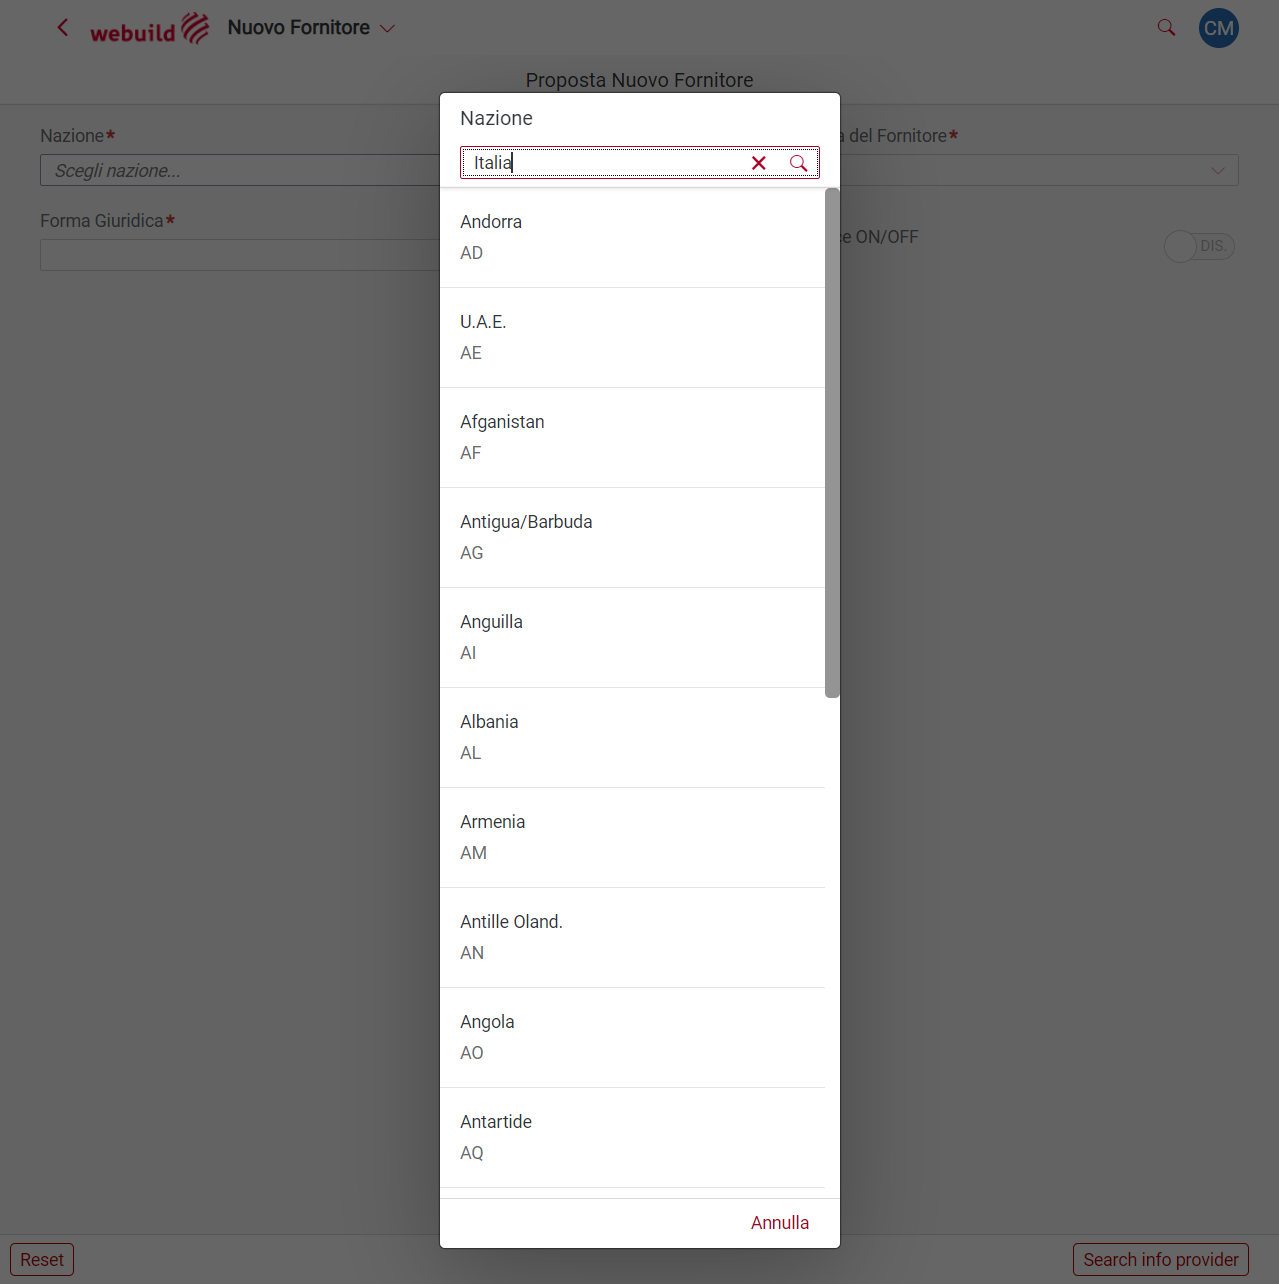 webuild Nuovo Fornitore
CM
Proposta Nuovo Fornitore
Nazione*
Scegli nazione...
a del Fornitore*
Forma Giuridica*
ce ON/OFF
DIS.
Nazione
Italia
Andorra
AD
U.A.E.
AE
Afganistan
AF
Antigua/Barbuda
AG
Anguilla
AI
Albania
AL
Armenia
AM
Antille Oland.
AN
Angola
AO
Antartide
AQ
Annulla
Reset
Search info provider